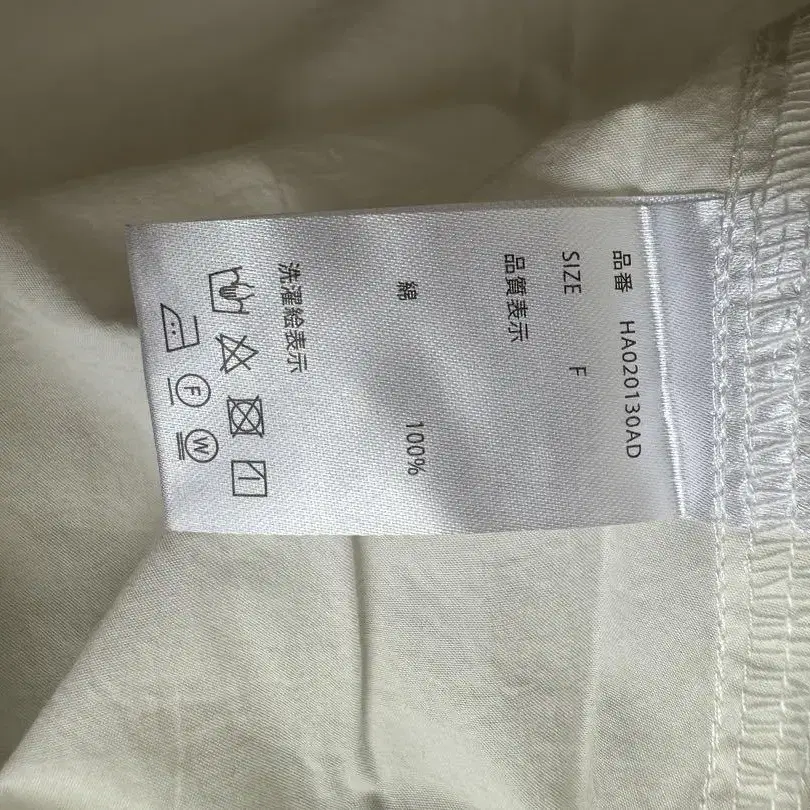 品番 HA020130AD
SIZE F
品質表示
綿 100%
洗濯絵表示
F W